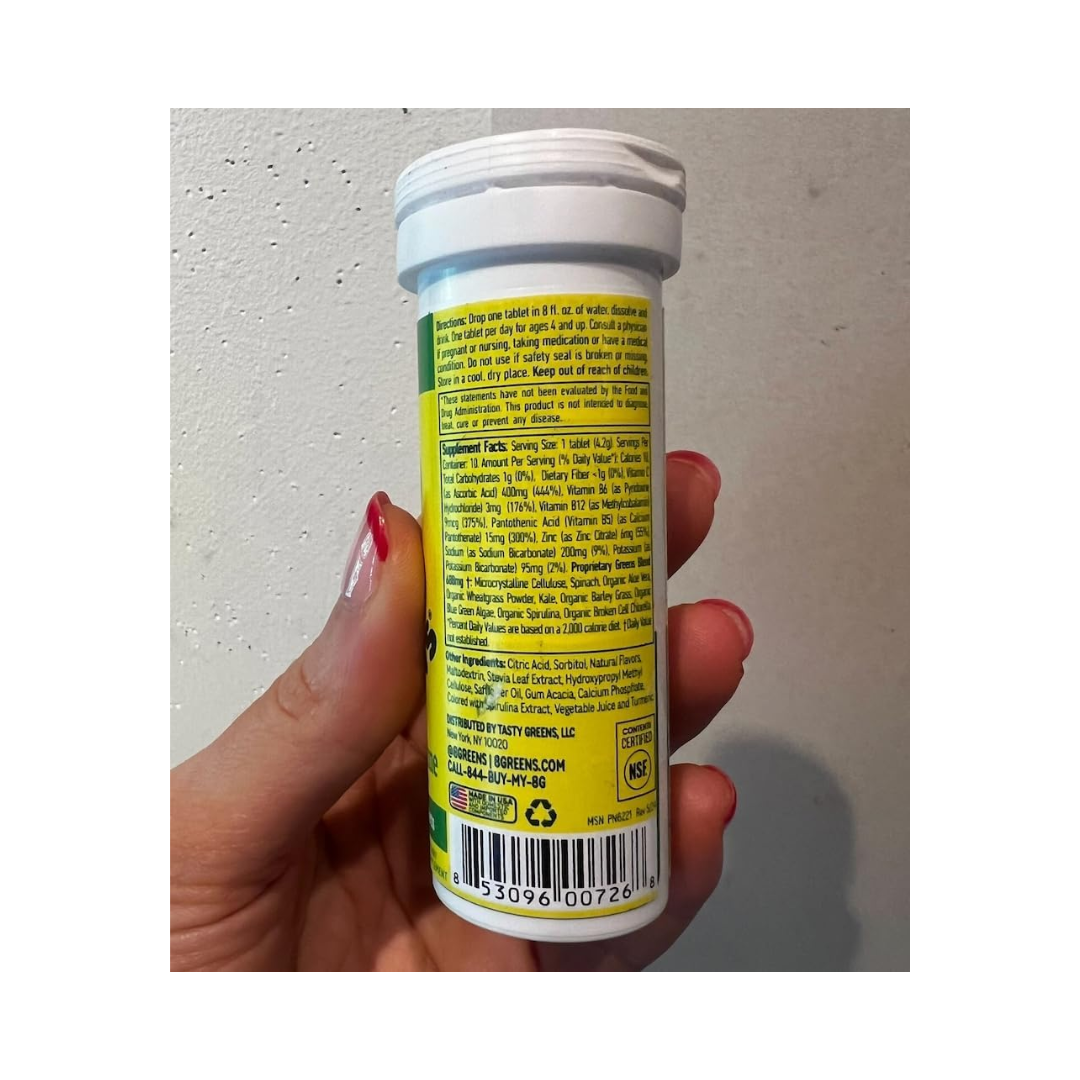 Directions: Drop one tablet in 8 fl. oz. of water, dissolve and
drink. One tablet per day for ages 4 and up. Consult a physician
if pregnant or nursing, taking medication or have a medical
condition. Do not use if safety seal is broken or missing.
Store in a cool, dry place. Keep out of reach of children.
*These statements have not been evaluated by the Food and
Drug Administration. This product is not intended to diagnose,
treat, cure or prevent any disease.
Supplement Facts: Serving Size: 1 tablet (4.2g) Servings Per
Container: 10. Amount Per Serving (% Daily Value*): Calories 10,
Total Carbohydrates 1g (0%), Dietary Fiber <1g (0%), Vitamin C
(as Ascorbic Acid) 400mg (444%), Vitamin B6 (as Pyridoxine
Hydrochloride) 3mg (176%), Vitamin B12 (as Methylcobalamin)
9mcg (375%), Pantothenic Acid (Vitamin B5) (as Calcium
Pantothenate) 15mg (300%), Zinc (as Zinc Citrate) 6mg (55%),
Sodium (as Sodium Bicarbonate) 200mg (9%), Potassium (as
Potassium Bicarbonate) 95mg (2%). Proprietary Greens Blend
688mg †: Microcrystalline Cellulose, Spinach, Organic Aloe Vera,
Organic Wheatgrass Powder, Kale, Organic Barley Grass, Organic
Blue Green Algae, Organic Spirulina, Organic Broken Cell Chlorella.
*Percent Daily Values are based on a 2,000 calorie diet. †Daily Value
not established.
Other Ingredients: Citric Acid, Sorbitol, Natural Flavors,
Maltodextrin, Stevia Leaf Extract, Hydroxypropyl Methyl
Cellulose, Safflower Oil, Gum Acacia, Calcium Phosphate,
Colored with Spirulina Extract, Vegetable Juice and Turmeric
DISTRIBUTED BY TASTY GREENS, LLC
New York, NY 10020
@8GREENS | 8GREENS.COM
CALL-844-BUY-MY-8G
CONTENTS
CERTIFIED
NSF
MADE IN USA
MSN PN6221 Rev
8 53096 00726 8